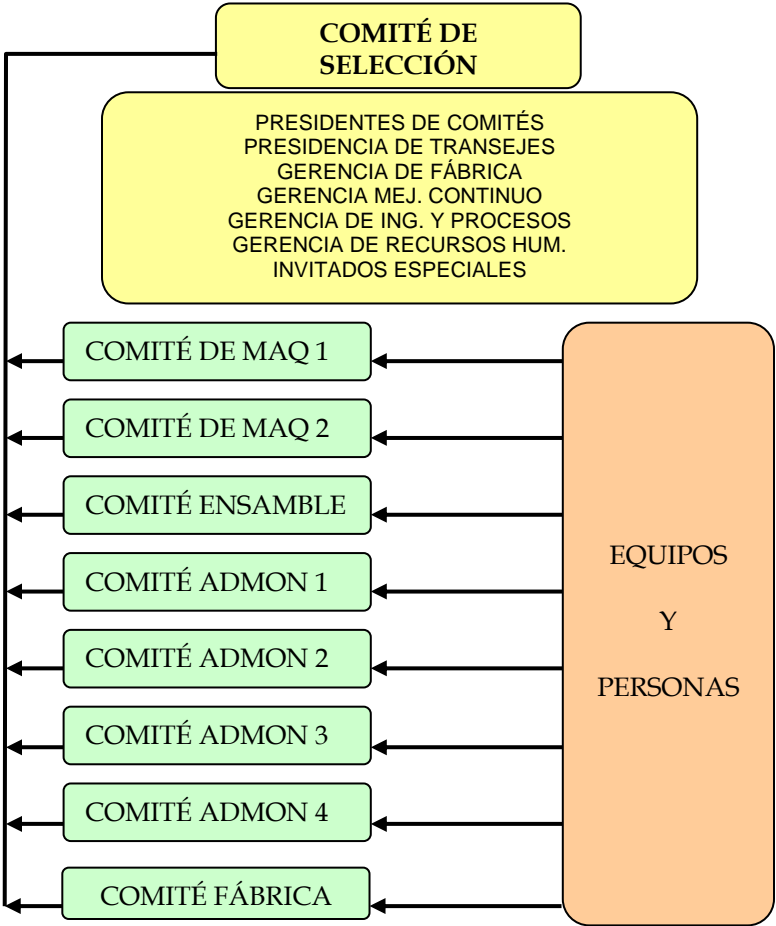 COMITÉ DE
SELECCIÓN
PRESIDENTES DE COMITÉS
PRESIDENCIA DE TRANSEJES
GERENCIA DE FÁBRICA
GERENCIA MEJ. CONTINUO
GERENCIA DE ING. Y PROCESOS
GERENCIA DE RECURSOS HUM.
INVITADOS ESPECIALES
COMITÉ DE MAQ 1
COMITÉ DE MAQ 2
COMITÉ ENSAMBLE
COMITÉ ADMON 1
COMITÉ ADMON 2
COMITÉ ADMON 3
COMITÉ ADMON 4
COMITÉ FÁBRICA
EQUIPOS
Y
PERSONAS